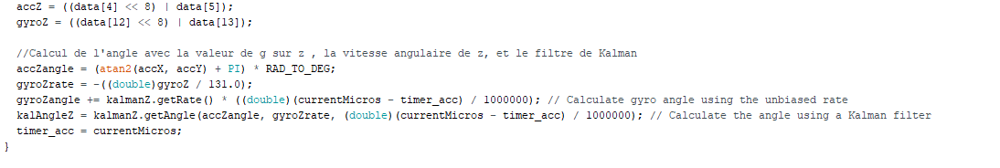 accZ = ((data[4] << 8) | data[5]);
gyroZ = ((data[12] << 8) | data[13]);
//Calcul de l'angle avec la valeur de g sur z , la vitesse angulaire de z, et le filtre de Kalman
accZangle = (atan2(accX, accY) + PI) * RAD_TO_DEG;
gyroZrate = -((double)gyroZ / 131.0);
gyroZangle += kalmanZ.getRate() * ((double)(currentMicros - timer_acc) / 1000000); // Calculate gyro angle using the unbiased rate
kalAngleZ = kalmanZ.getAngle(accZangle, gyroZrate, (double)(currentMicros - timer_acc) / 1000000); // Calculate the angle using a Kalman filter
timer_acc = currentMicros;
}